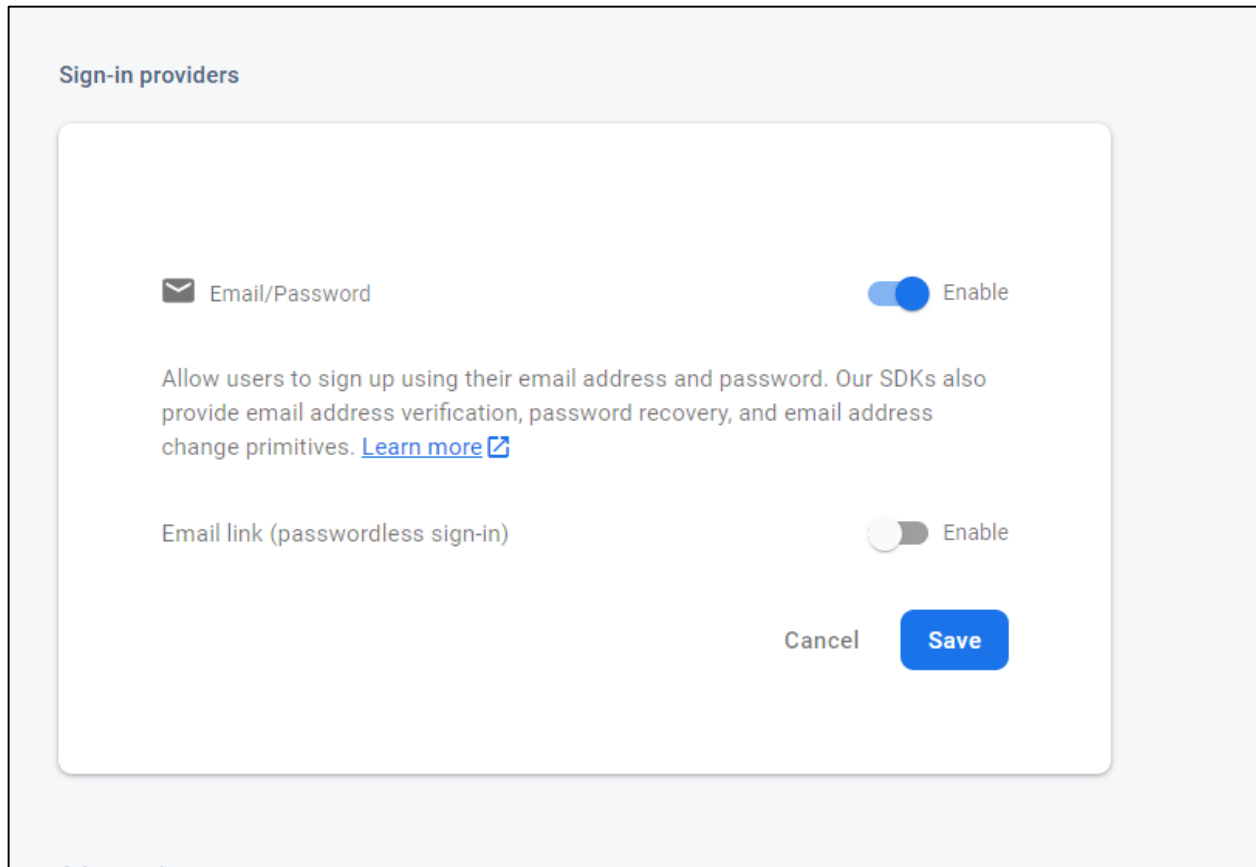 Sign-in providers
Email/Password
Enable
Allow users to sign up using their email address and password. Our SDKs also
provide email address verification, password recovery, and email address
change primitives. Learn more
Email link (passwordless sign-in)
Enable
Cancel
Save